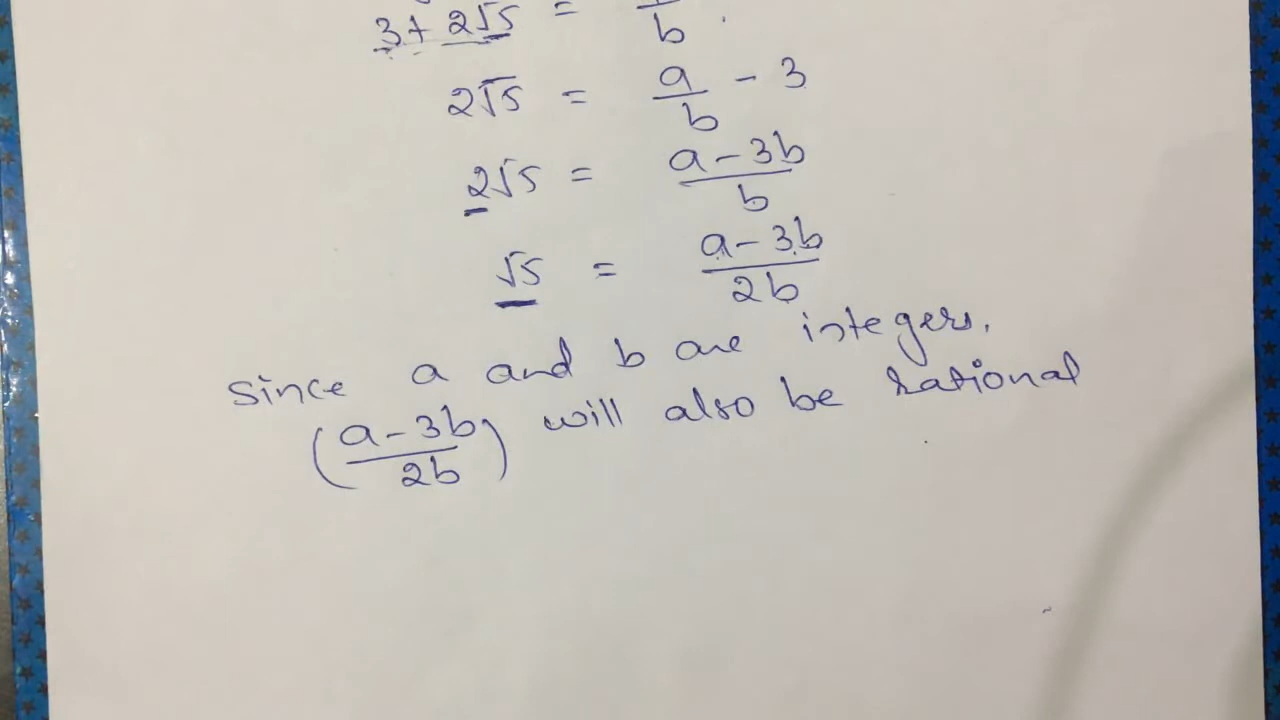 3 + 2√5 = /b
2√5 = a/b - 3
2√5 = (a - 3b)/b
√5 = (a - 3b)/2b
Since a and b are integers.
((a - 3b)/2b) will also be rational